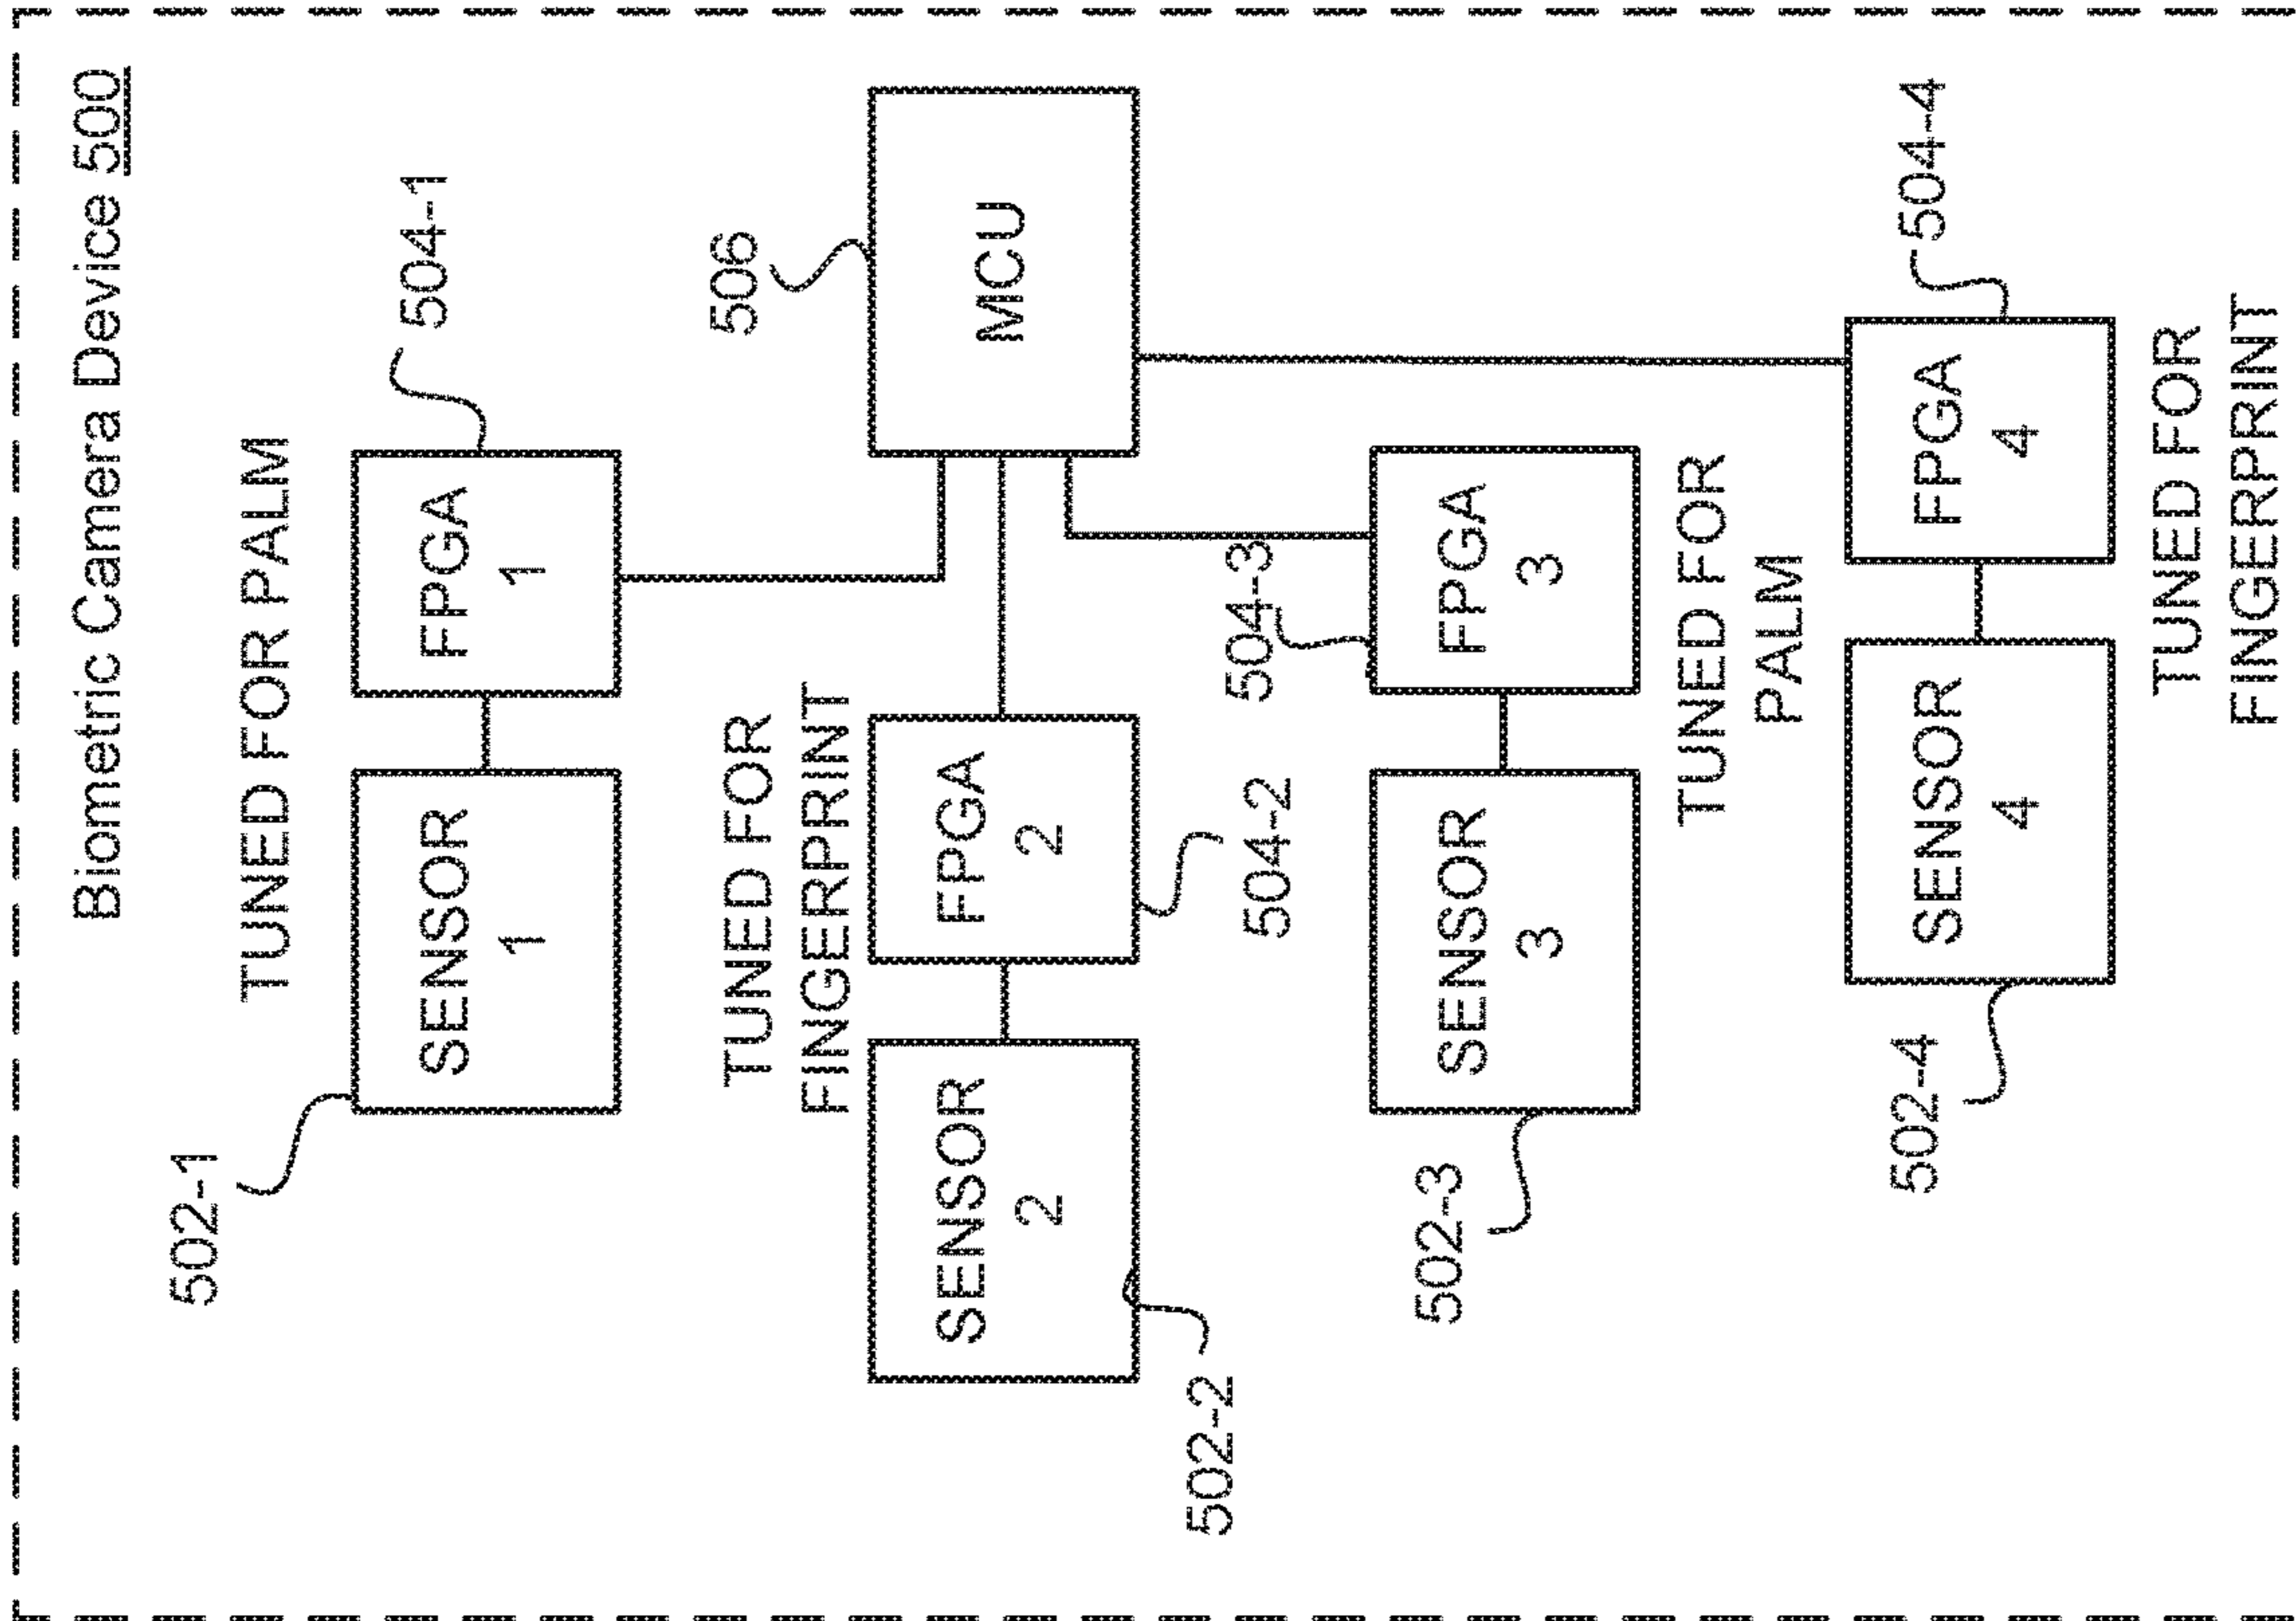 Biometric Camera Device 500
502-1
TUNED FOR PALM
504-1
SENSOR
1
FPGA
1
506
TUNED FOR
FINGERPRINT
SENSOR
2
FPGA
2
MCU
502-2
504-2
504-3
502-3
SENSOR
3
FPGA
3
TUNED FOR
PALM
502-4
504-4
SENSOR
4
FPGA
4
TUNED FOR
FINGERPRINT